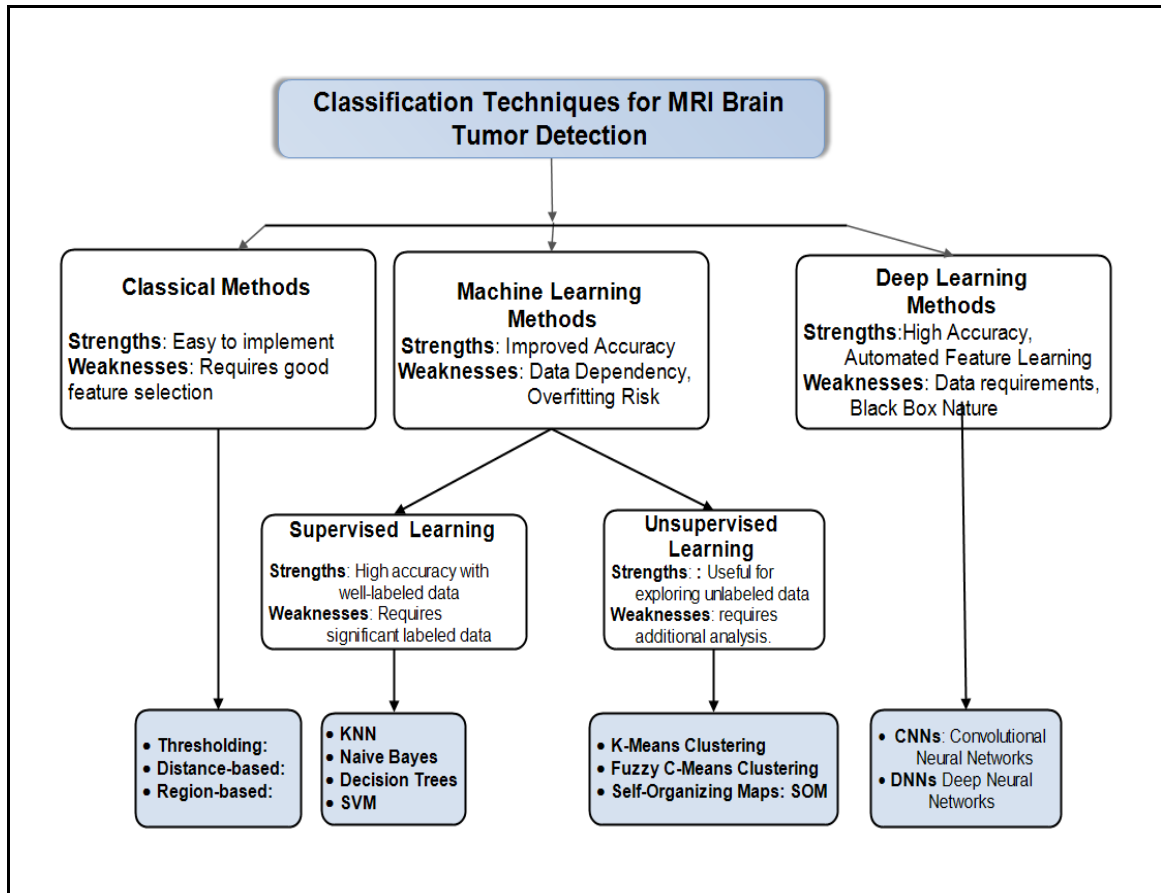 Classification Techniques for MRI Brain
Tumor Detection
Classical Methods
Strengths: Easy to implement
Weaknesses: Requires good
feature selection
Machine Learning
Methods
Strengths: Improved Accuracy
Weaknesses: Data Dependency,
Overfitting Risk
Deep Learning
Methods
Strengths:High Accuracy,
Automated Feature Learning
Weaknesses: Data requirements,
Black Box Nature
Supervised Learning
Strengths: High accuracy with
well-labeled data
Weaknesses: Requires
significant labeled data
Unsupervised
Learning
Strengths: : Useful for
exploring unlabeled data
Weaknesses: requires
additional analysis.
• Thresholding:
• Distance-based:
• Region-based:
• KNN
• Naive Bayes
• Decision Trees
• SVM
• K-Means Clustering
• Fuzzy C-Means Clustering
• Self-Organizing Maps: SOM
• CNNs: Convolutional
Neural Networks
• DNNs Deep Neural
Networks